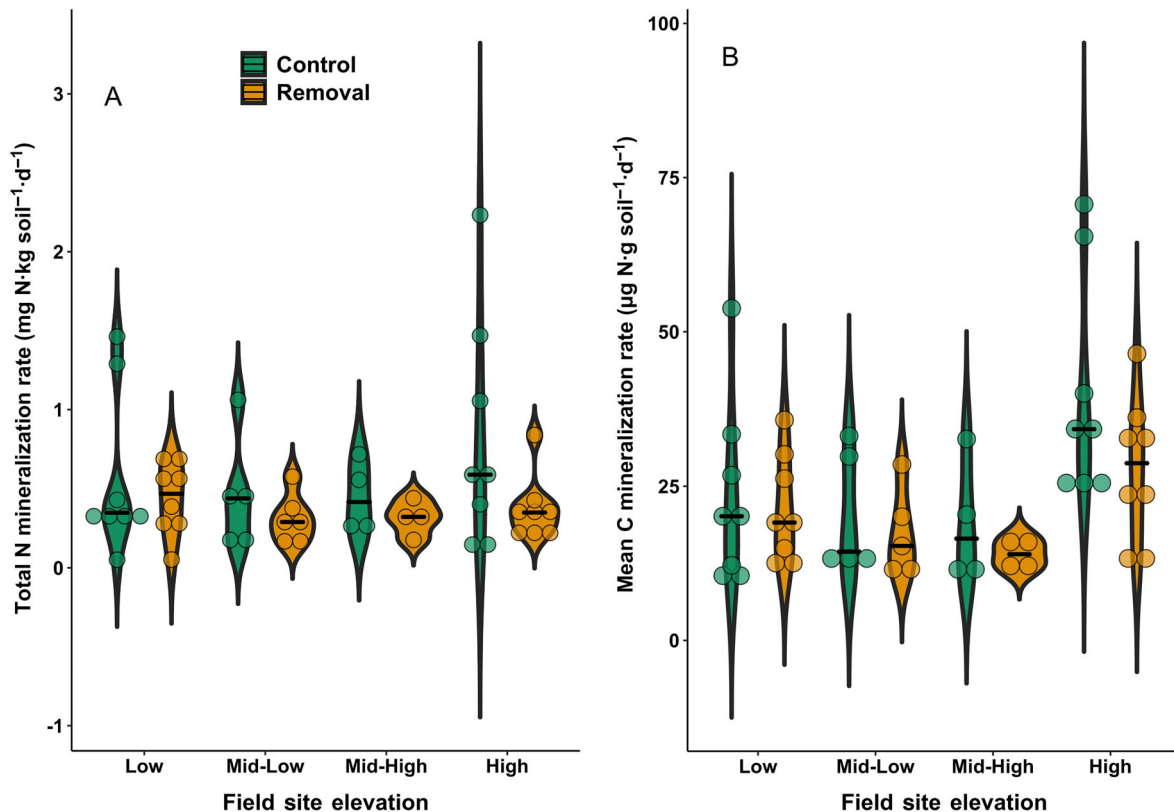 A
Control
Removal
3
2
1
0
-1
Total N mineralization rate (mg N·kg soil⁻¹·d⁻¹)
Low Mid-Low Mid-High High
Field site elevation
B
100
75
50
25
0
Mean C mineralization rate (µg N·g soil⁻¹·d⁻¹)
Low Mid-Low Mid-High High
Field site elevation